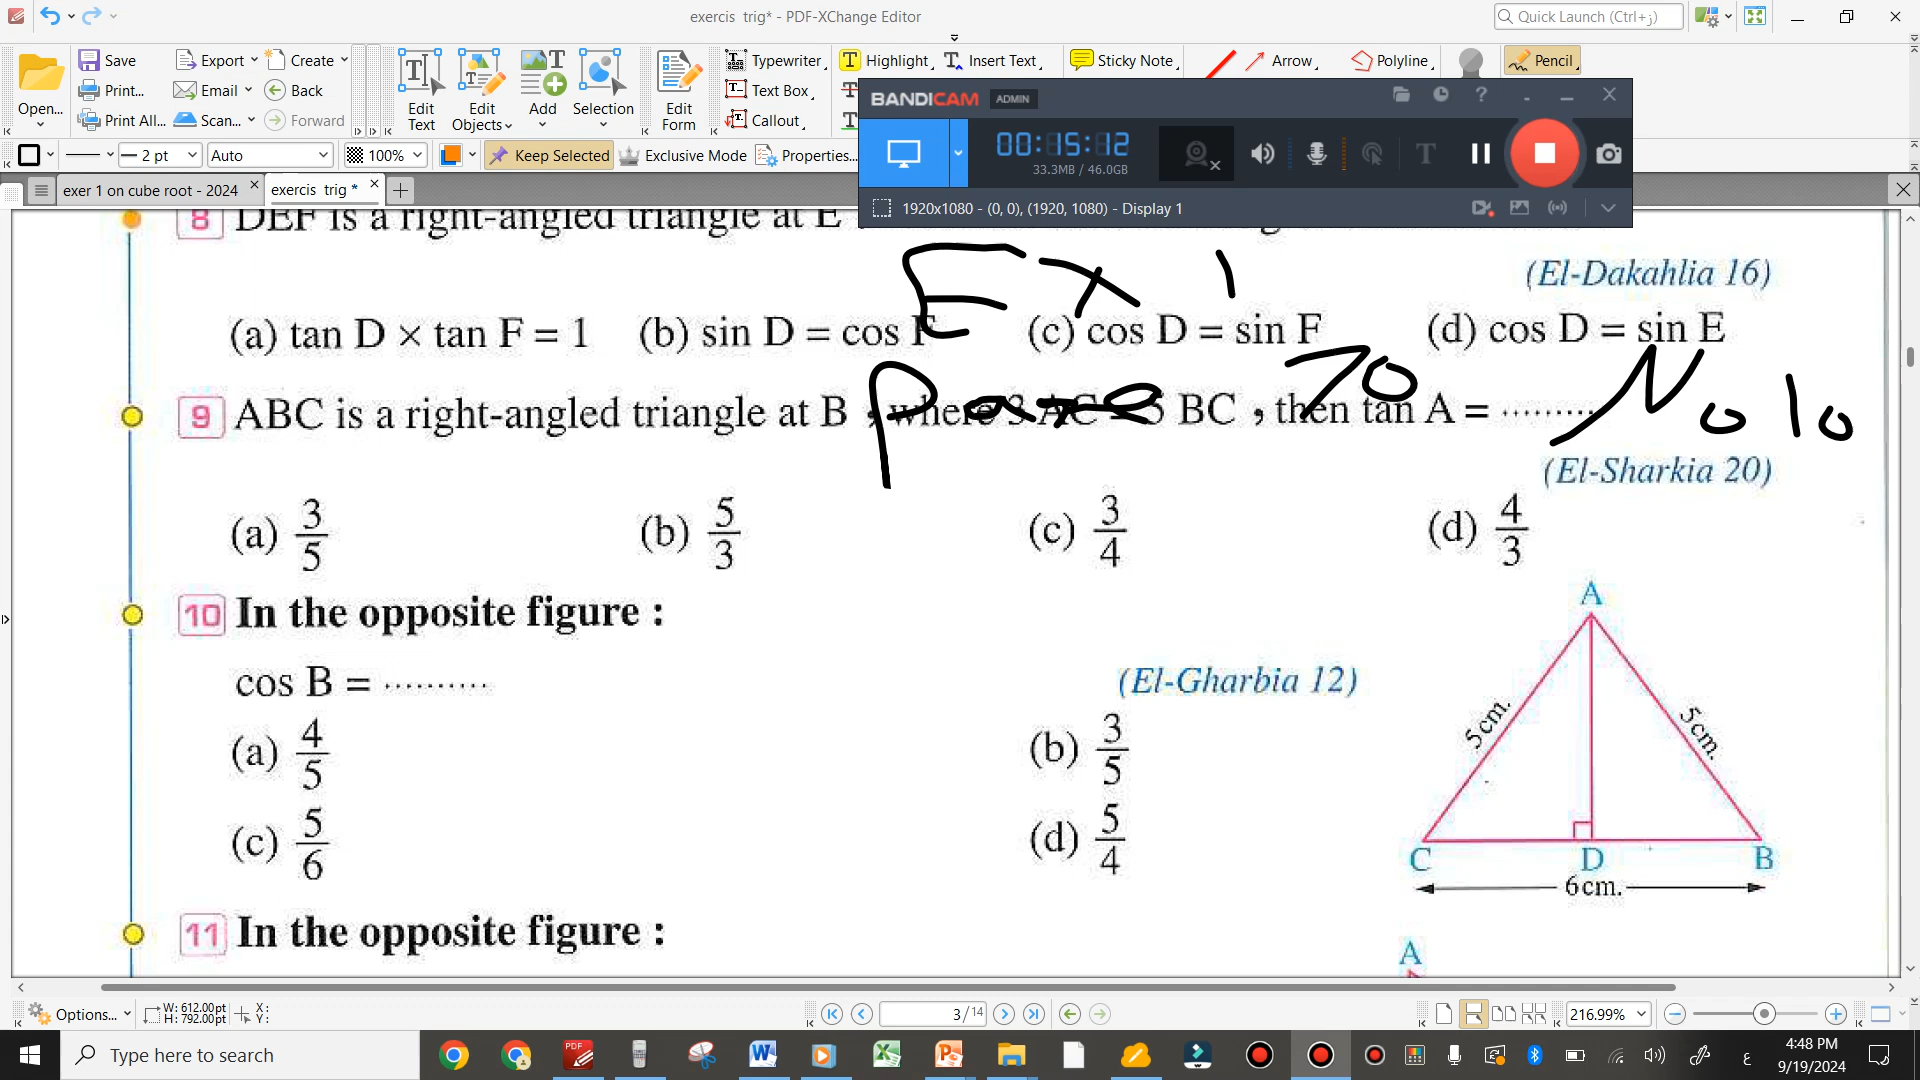 exercis trig* - PDF-XChange Editor
Quick Launch (Ctrl+ز)
Open...
Save
Print...
Print All...
Export
Email
Scan...
Create
Back
Forward
Edit Text
Edit Objects
Add
Selection
Edit Form
Typewriter
Text Box
Callout
Highlight
Insert Text
Sticky Note
Arrow
Polyline
Pencil
2 pt
Auto
100%
Keep Selected
Exclusive Mode
Properties...
BANDICAM ADMIN
00:15:12
33.3MB / 46.0GB
1920x1080 - (0, 0), (1920, 1080) - Display 1
exer 1 on cube root - 2024
exercis trig *
8 DEF is a right-angled triangle at E
(El-Dakahlia 16)
Ex 1
(a) tan D × tan F = 1 (b) sin D = cos F (c) cos D = sin F (d) cos D = sin E
Page 70 No 10
9 ABC is a right-angled triangle at B , where 3 AC = 5 BC , then tan A = ..........
(El-Sharkia 20)
(a) 3/5 (b) 5/3 (c) 3/4 (d) 4/3
10 In the opposite figure :
cos B = ..........
(El-Gharbia 12)
(a) 4/5 (b) 3/5
(c) 5/6 (d) 5/4
A
5 cm. 5 cm.
C D B
6 cm.
11 In the opposite figure :
A
Options...
W: 612.00pt
H: 792.00pt
X:
Y:
3 / 14
216.99%
Type here to search
ع
4:48 PM
9/19/2024